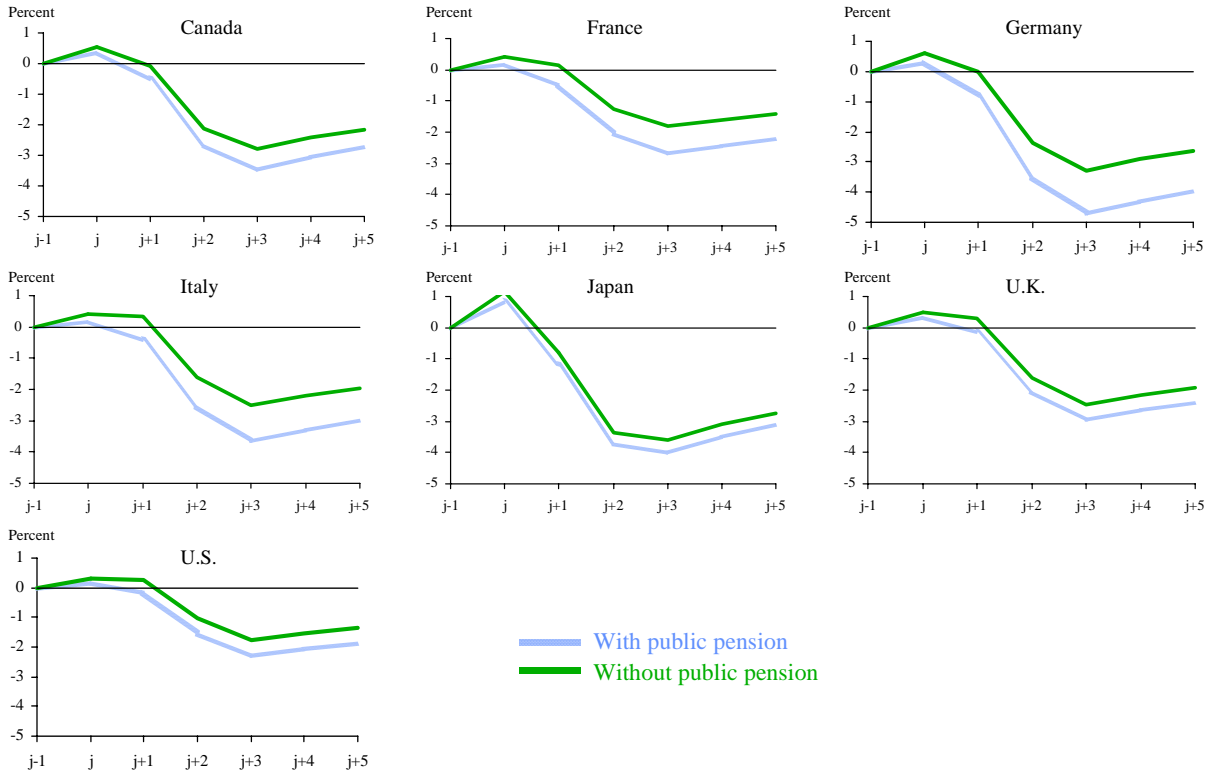 Percent
Canada
1
0
-1
-2
-3
-4
-5
j-1 j j+1 j+2 j+3 j+4 j+5
Percent
France
1
0
-1
-2
-3
-4
-5
j-1 j j+1 j+2 j+3 j+4 j+5
Percent
Germany
1
0
-1
-2
-3
-4
-5
j-1 j j+1 j+2 j+3 j+4 j+5
Percent
Italy
1
0
-1
-2
-3
-4
-5
j-1 j j+1 j+2 j+3 j+4 j+5
Percent
Japan
1
0
-1
-2
-3
-4
-5
j-1 j j+1 j+2 j+3 j+4 j+5
Percent
U.K.
1
0
-1
-2
-3
-4
-5
j-1 j j+1 j+2 j+3 j+4 j+5
Percent
U.S.
1
0
-1
-2
-3
-4
-5
j-1 j j+1 j+2 j+3 j+4 j+5
With public pension
Without public pension